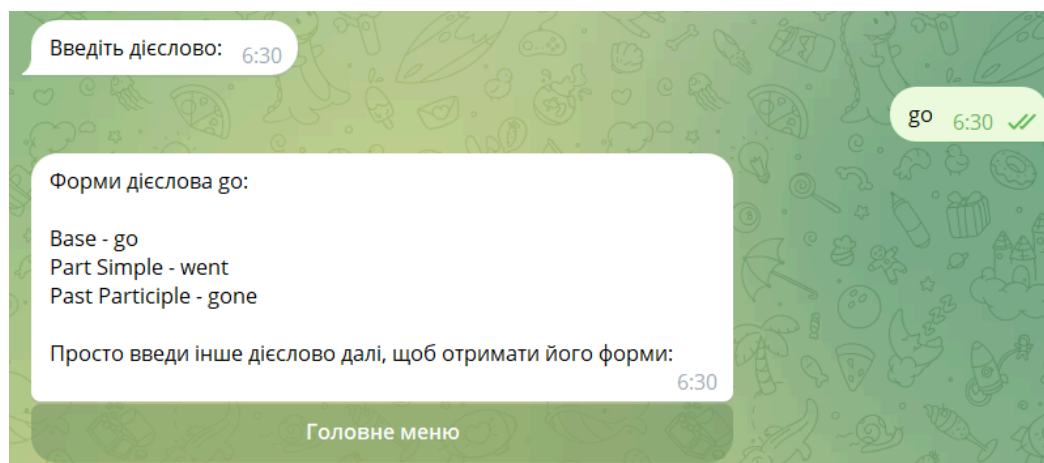 Введіть дієслово: 6:30
go 6:30
Форми дієслова go:
Base - go
Part Simple - went
Past Participle - gone
Просто введи інше дієслово далі, щоб отримати його форми:
6:30
Головне меню